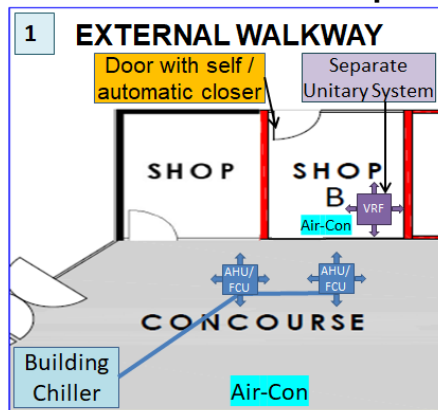 1
EXTERNAL WALKWAY
Door with self /
automatic closer
Separate
Unitary System
SHOP
SHOP
B
VRF
Air-Con
AHU/
FCU
AHU/
FCU
CONCOURSE
Building
Chiller
Air-Con